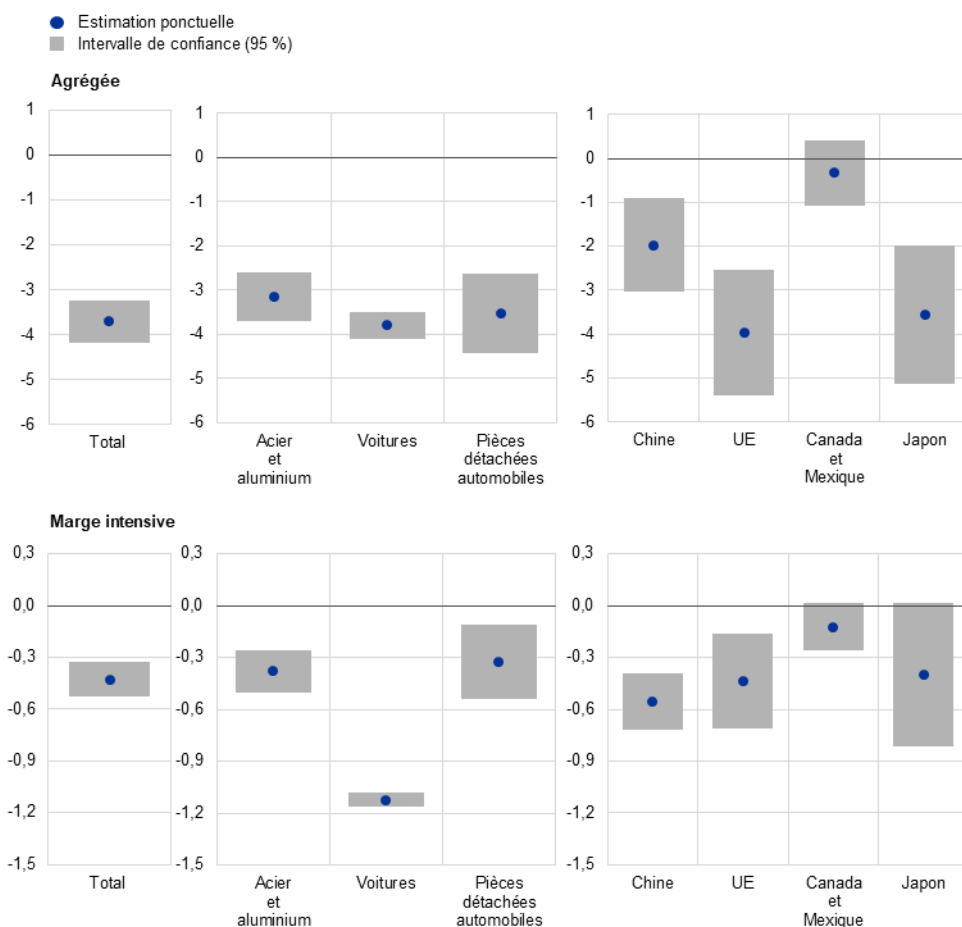 Estimation ponctuelle
Intervalle de confiance (95 %)
Agrégée
1
0
-1
-2
-3
-4
-5
-6
Total
1
0
-1
-2
-3
-4
-5
-6
Acier
et
aluminium
Voitures
Pièces
détachées
automobiles
1
0
-1
-2
-3
-4
-5
-6
Chine
UE
Canada
et
Mexique
Japon
Marge intensive
0,3
0,0
-0,3
-0,6
-0,9
-1,2
-1,5
Total
0,3
0,0
-0,3
-0,6
-0,9
-1,2
-1,5
Acier
et
aluminium
Voitures
Pièces
détachées
automobiles
0,3
0,0
-0,3
-0,6
-0,9
-1,2
-1,5
Chine
UE
Canada
et
Mexique
Japon